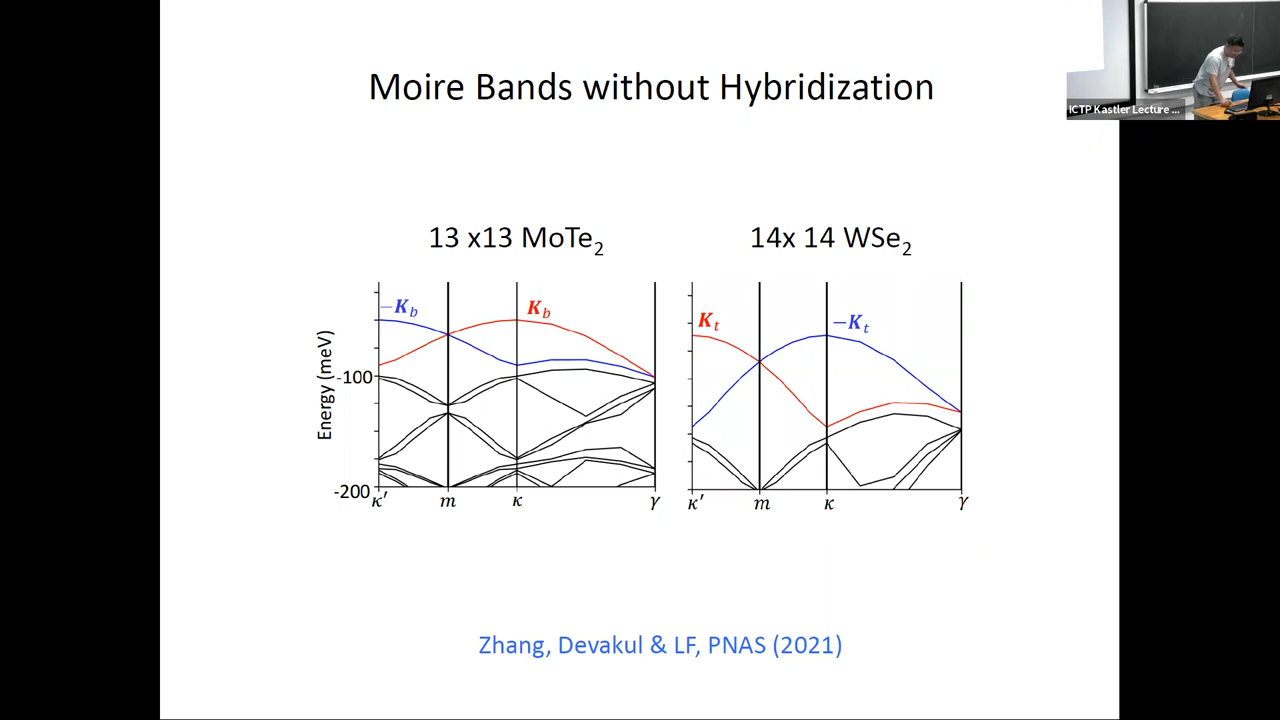 Moire Bands without Hybridization
ICTP Kastler Lecture ...
13 x13 MoTe₂
14x 14 WSe₂
−K_b
K_b
K_t
−K_t
Energy (meV)
-100
-200
κ′ m κ γ
κ′ m κ γ
Zhang, Devakul & LF, PNAS (2021)